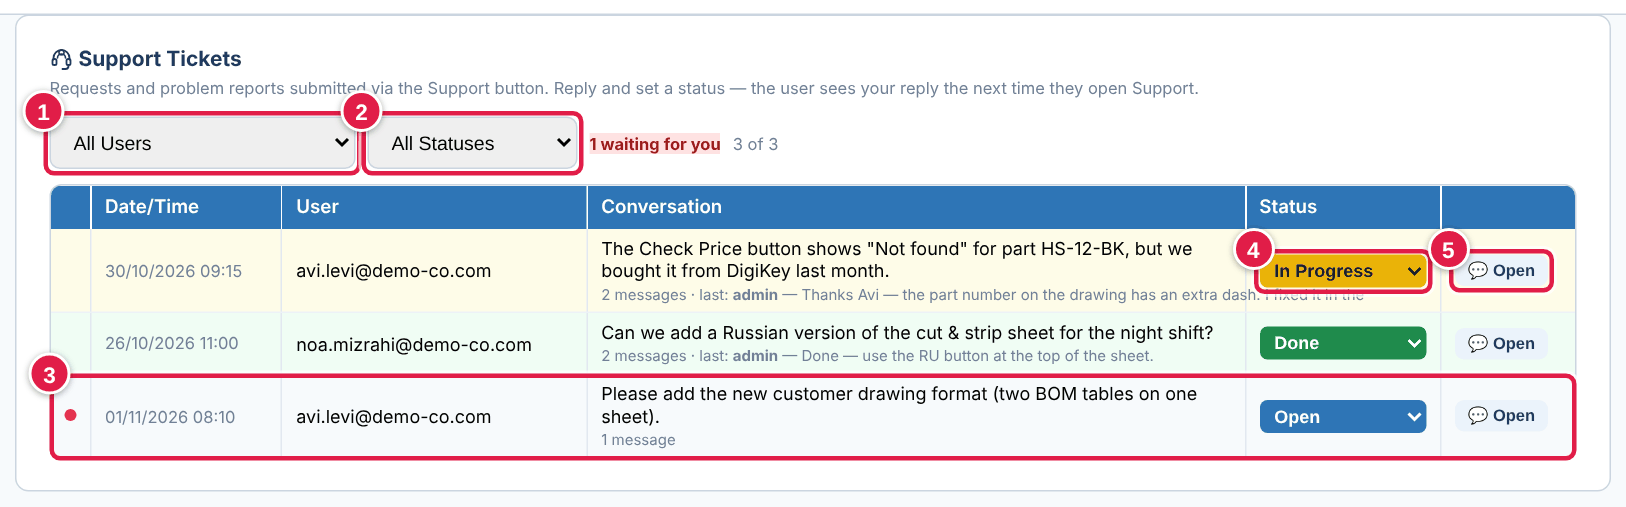 Support Tickets
Requests and problem reports submitted via the Support button. Reply and set a status — the user sees your reply the next time they open Support.
1 2
All Users All Statuses 1 waiting for you 3 of 3
Date/Time User Conversation Status
4 5
The Check Price button shows "Not found" for part HS-12-BK, but we
30/10/2026 09:15 avi.levi@demo-co.com bought it from DigiKey last month. In Progress 💬 Open
2 messages · last: admin — Thanks Avi — the part number on the drawing has an extra dash. I fixed it in the
Can we add a Russian version of the cut & strip sheet for the night shift?
26/10/2026 11:00 noa.mizrahi@demo-co.com Done 💬 Open
2 messages · last: admin — Done — use the RU button at the top of the sheet.
3
Please add the new customer drawing format (two BOM tables on one
01/11/2026 08:10 avi.levi@demo-co.com sheet). Open 💬 Open
1 message